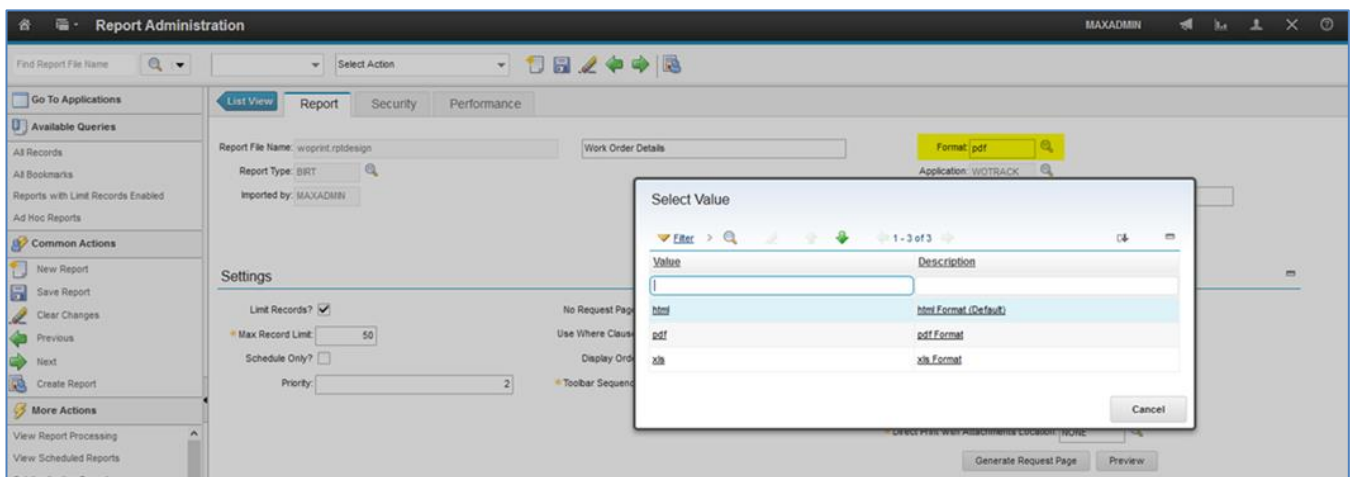 Report Administration
MAXADMIN
Find Report File Name
Select Action
Go To Applications
Available Queries
All Records
All Bookmarks
Reports with Limit Records Enabled
Ad Hoc Reports
Common Actions
New Report
Save Report
Clear Changes
Previous
Next
Create Report
More Actions
View Report Processing
View Scheduled Reports
List View
Report
Security
Performance
Report File Name: woprint.rptdesign
Work Order Details
Format: pdf
Report Type: BIRT
Application: WOTRACK
Imported by: MAXADMIN
Settings
Limit Records?
No Request Page
* Max Record Limit: 50
Use Where Clause
Schedule Only?
Display Ord
Priority: 2
* Toolbar Sequenc
Select Value
Filter
1 - 3 of 3
Value Description
html html Format (Default)
pdf pdf Format
xls xls Format
Cancel
Direct Print with Attachments Location: NONE
Generate Request Page
Preview